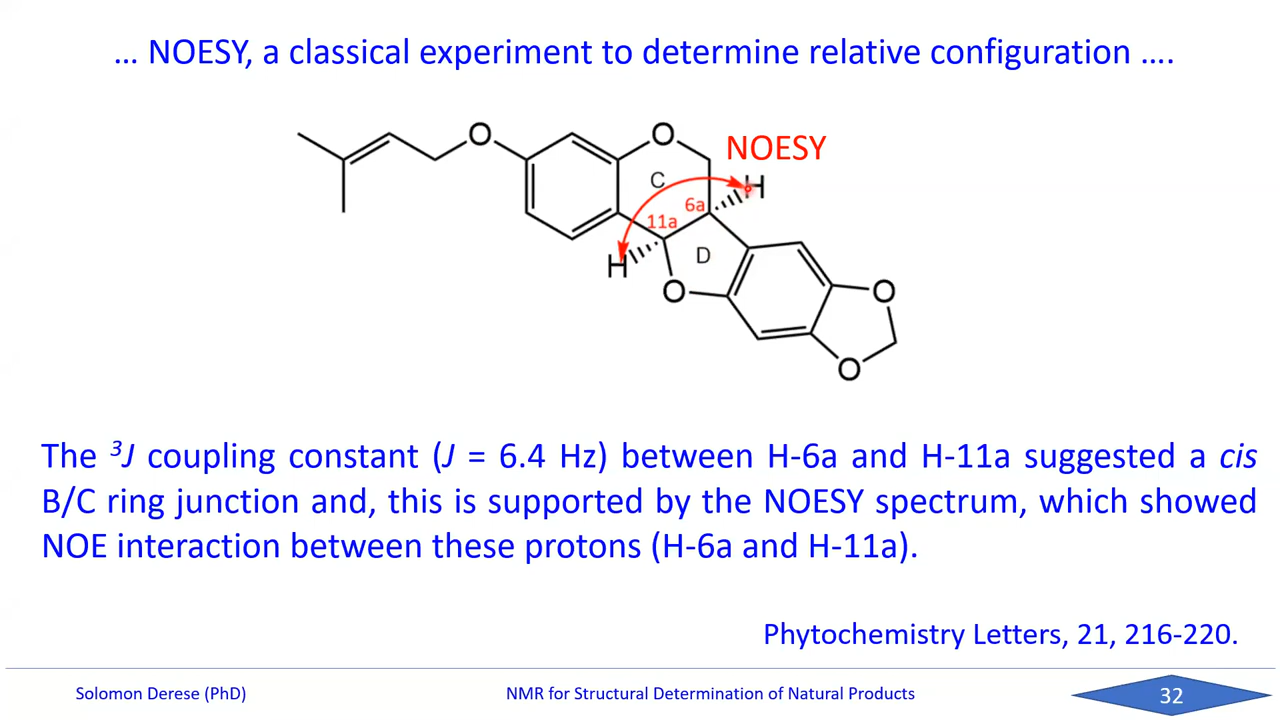 … NOESY, a classical experiment to determine relative configuration ….
O
O
NOESY
C
H
6a
11a
D
H
O
O
O
The ³J coupling constant (J = 6.4 Hz) between H-6a and H-11a suggested a cis
B/C ring junction and, this is supported by the NOESY spectrum, which showed
NOE interaction between these protons (H-6a and H-11a).
Phytochemistry Letters, 21, 216-220.
Solomon Derese (PhD)
NMR for Structural Determination of Natural Products
32